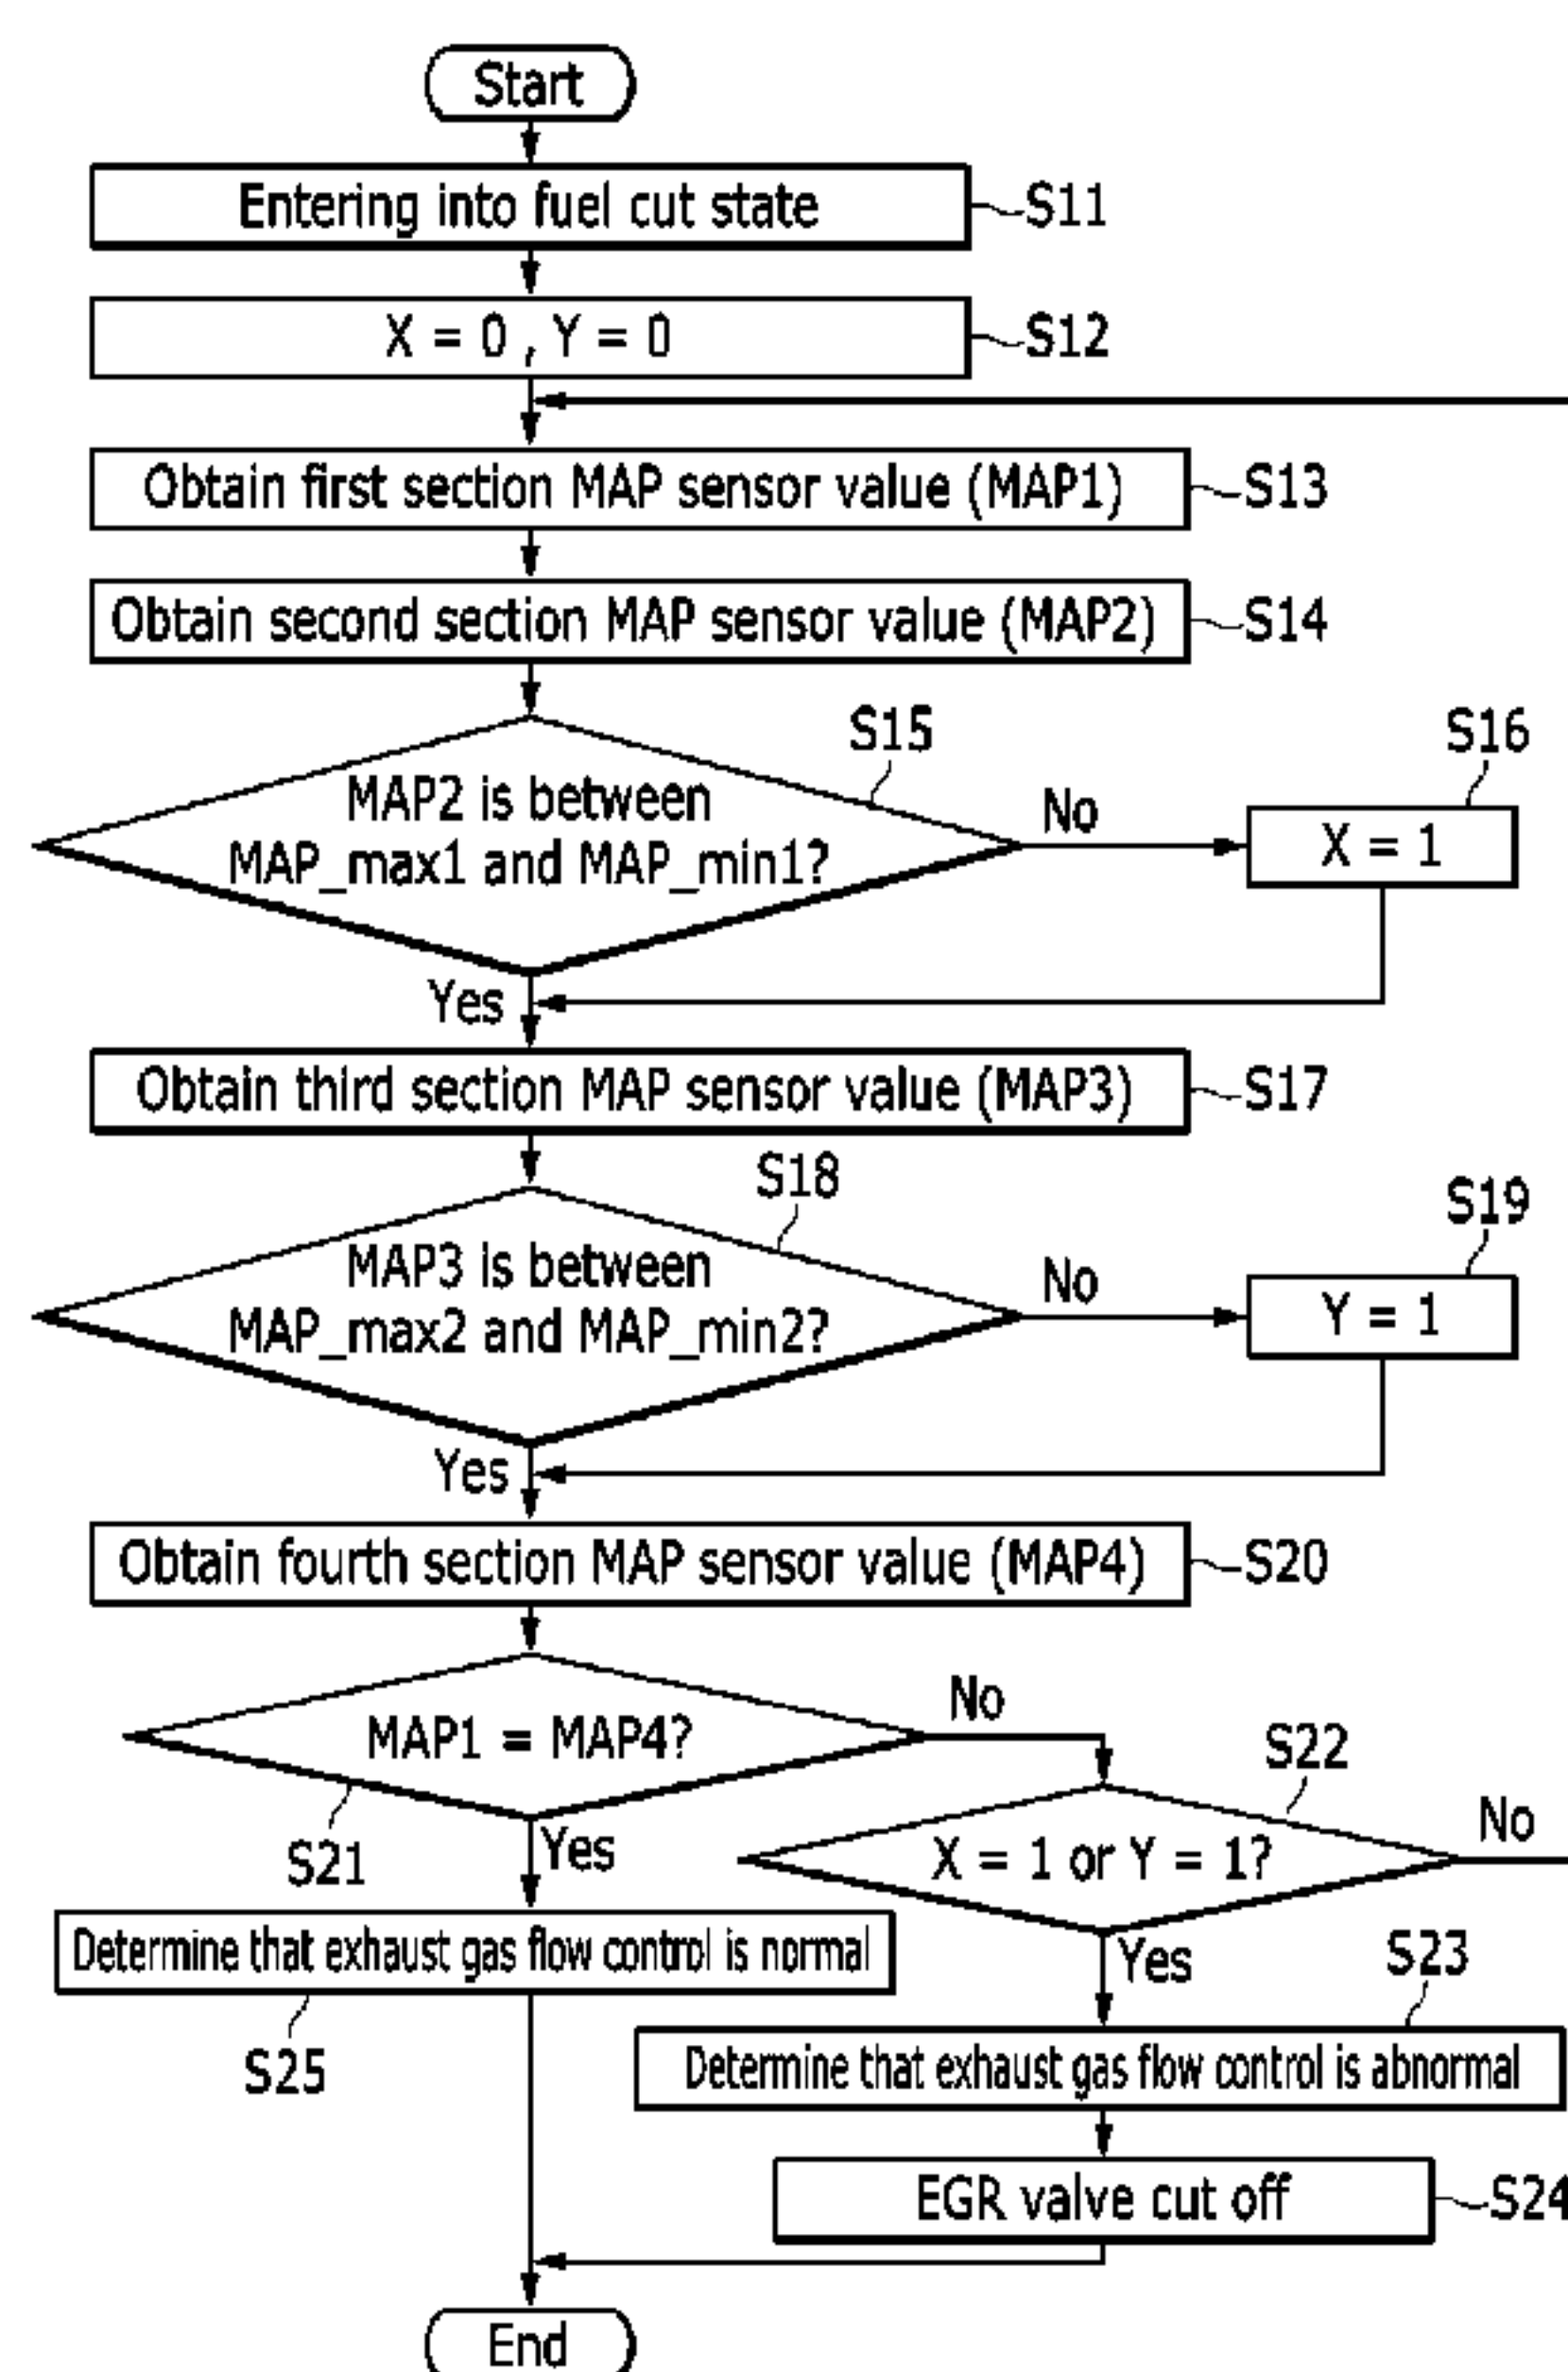 Start
Entering into fuel cut state
S11
X = 0 , Y = 0
S12
Obtain first section MAP sensor value (MAP1)
S13
Obtain second section MAP sensor value (MAP2)
S14
S15
MAP2 is between
MAP_max1 and MAP_min1?
No
S16
X = 1
Yes
Obtain third section MAP sensor value (MAP3)
S17
S18
MAP3 is between
MAP_max2 and MAP_min2?
No
S19
Y = 1
Yes
Obtain fourth section MAP sensor value (MAP4)
S20
MAP1 = MAP4?
No
S21
Yes
S22
X = 1 or Y = 1?
No
Yes
Determine that exhaust gas flow control is normal
S25
S23
Determine that exhaust gas flow control is abnormal
EGR valve cut off
S24
End